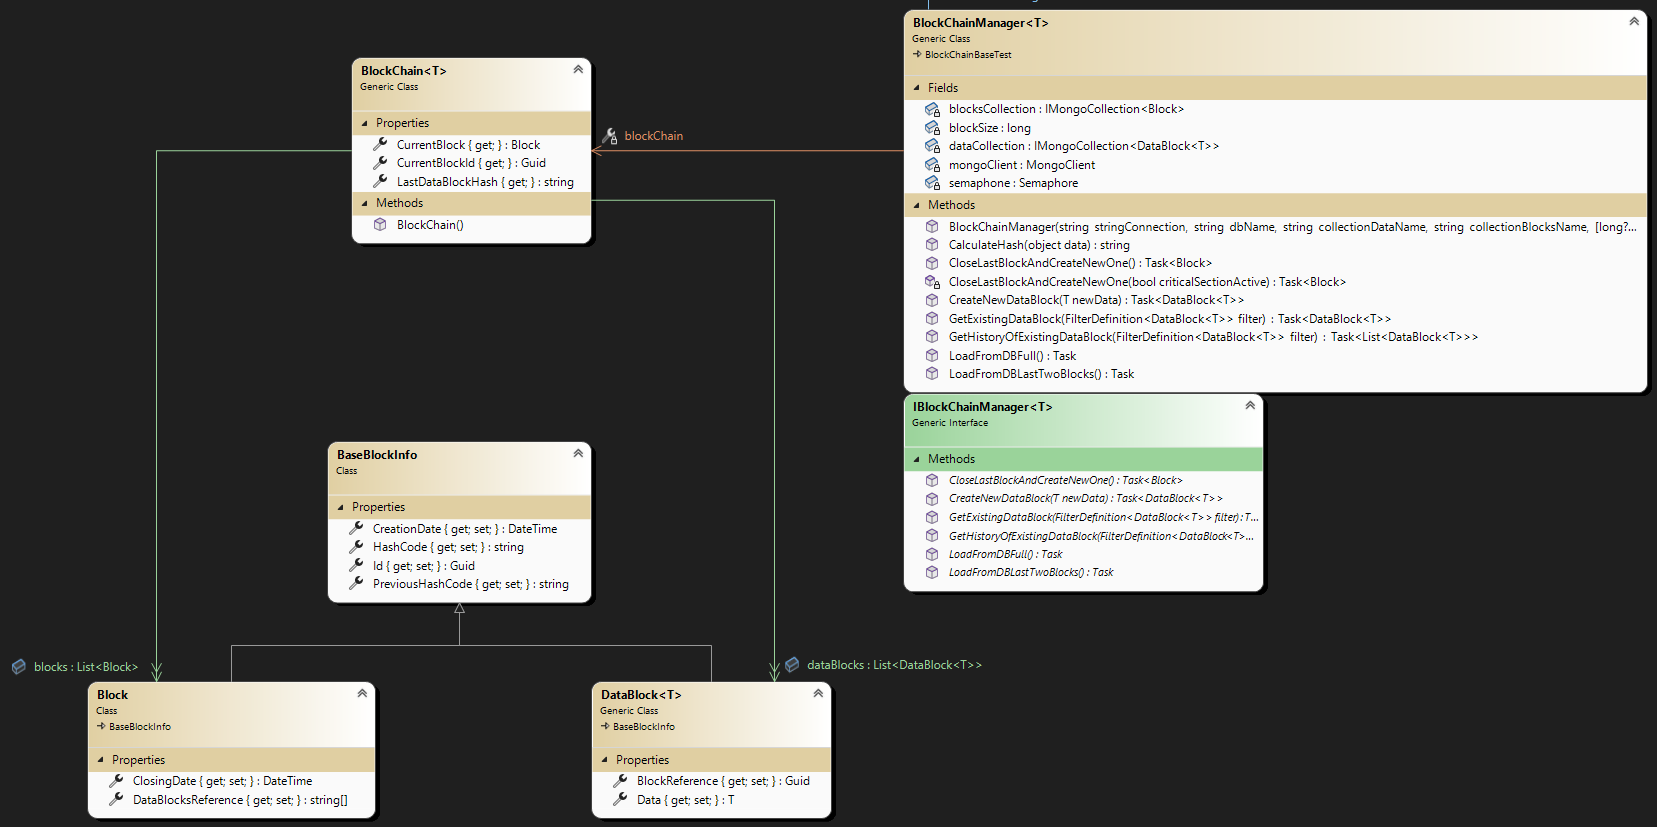 BlockChain<T>
Generic Class
Properties
CurrentBlock { get; } : Block
CurrentBlockId { get; } : Guid
LastDataBlockHash { get; } : string
Methods
BlockChain()
blockChain
BlockChainManager<T>
Generic Class
BlockChainBaseTest
Fields
blocksCollection : IMongoCollection<Block>
blockSize : long
dataCollection : IMongoCollection<DataBlock<T>>
mongoClient : MongoClient
semaphone : Semaphore
Methods
BlockChainManager(string stringConnection, string dbName, string collectionDataName, string collectionBlocksName, [long?...
CalculateHash(object data) : string
CloseLastBlockAndCreateNewOne() : Task<Block>
CloseLastBlockAndCreateNewOne(bool criticalSectionActive) : Task<Block>
CreateNewDataBlock(T newData) : Task<DataBlock<T>>
GetExistingDataBlock(FilterDefinition<DataBlock<T>> filter) : Task<DataBlock<T>>
GetHistoryOfExistingDataBlock(FilterDefinition<DataBlock<T>> filter) : Task<List<DataBlock<T>>>
LoadFromDBFull() : Task
LoadFromDBLastTwoBlocks() : Task
IBlockChainManager<T>
Generic Interface
Methods
CloseLastBlockAndCreateNewOne() : Task<Block>
CreateNewDataBlock(T newData) : Task<DataBlock<T>>
GetExistingDataBlock(FilterDefinition<DataBlock<T>> filter) : T...
GetHistoryOfExistingDataBlock(FilterDefinition<DataBlock<T>...
LoadFromDBFull() : Task
LoadFromDBLastTwoBlocks() : Task
BaseBlockInfo
Class
Properties
CreationDate { get; set; } : DateTime
HashCode { get; set; } : string
Id { get; set; } : Guid
PreviousHashCode { get; set; } : string
blocks : List<Block>
dataBlocks : List<DataBlock<T>>
Block
Class
BaseBlockInfo
Properties
ClosingDate { get; set; } : DateTime
DataBlocksReference { get; set; } : string[]
DataBlock<T>
Generic Class
BaseBlockInfo
Properties
BlockReference { get; set; } : Guid
Data { get; set; } : T